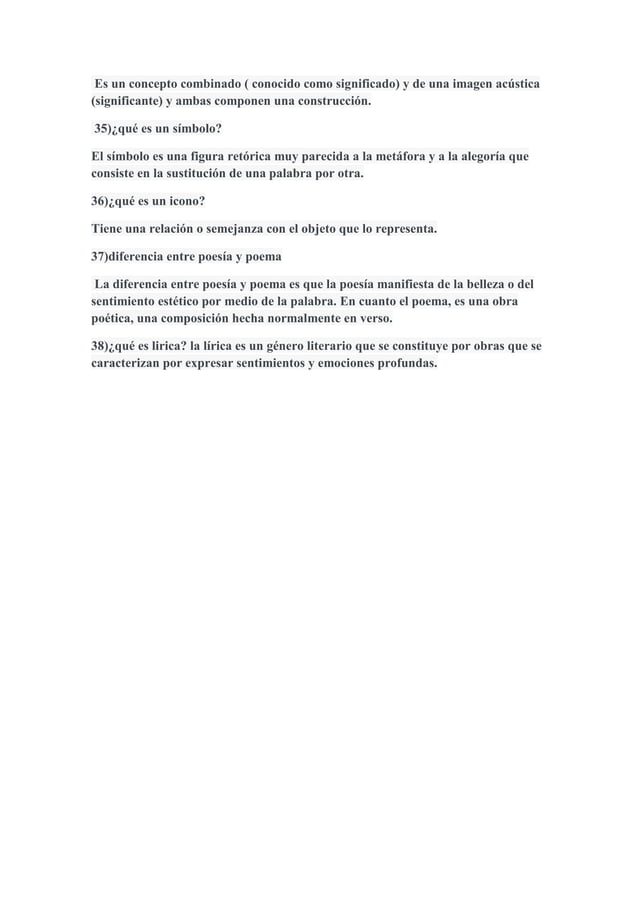 Es un concepto combinado ( conocido como significado) y de una imagen acústica
(significante) y ambas componen una construcción.
35)¿qué es un símbolo?
El símbolo es una figura retórica muy parecida a la metáfora y a la alegoría que
consiste en la sustitución de una palabra por otra.
36)¿qué es un icono?
Tiene una relación o semejanza con el objeto que lo representa.
37)diferencia entre poesía y poema
La diferencia entre poesía y poema es que la poesía manifiesta de la belleza o del
sentimiento estético por medio de la palabra. En cuanto el poema, es una obra
poética, una composición hecha normalmente en verso.
38)¿qué es lirica? la lírica es un género literario que se constituye por obras que se
caracterizan por expresar sentimientos y emociones profundas.